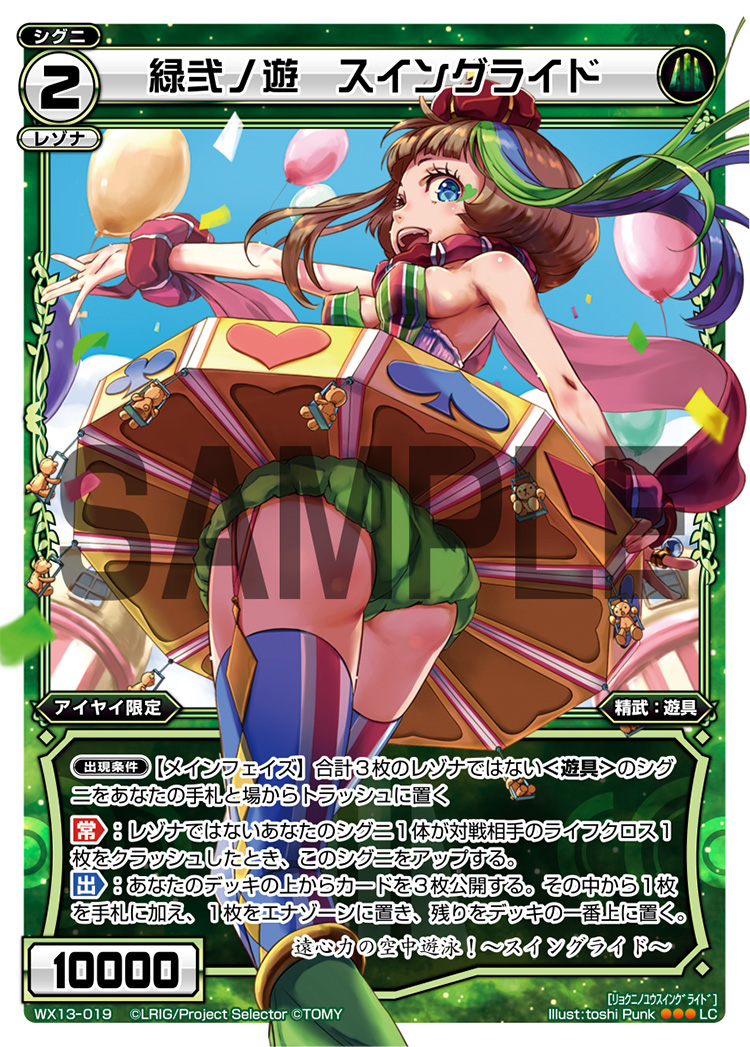 シグニ
2
緑弐ノ遊　スイングライド
レゾナ
SAMPLE
アイヤイ限定
精武：遊具
出現条件【メインフェイズ】合計３枚のレゾナではない＜遊具＞のシグ
ニをあなたの手札と場からトラッシュに置く
常：レゾナではないあなたのシグニ１体が対戦相手のライフクロス１
枚をクラッシュしたとき、このシグニをアップする。
出：あなたのデッキの上からカードを３枚公開する。その中から１枚
を手札に加え、１枚をエナゾーンに置き、残りをデッキの一番上に置く。
遠心力の空中遊泳！～スイングライド～
10000
[リョクニノユウスイングライド]
WX13-019 ©LRIG/Project Selector ©TOMY
Illust:toshi Punk
LC